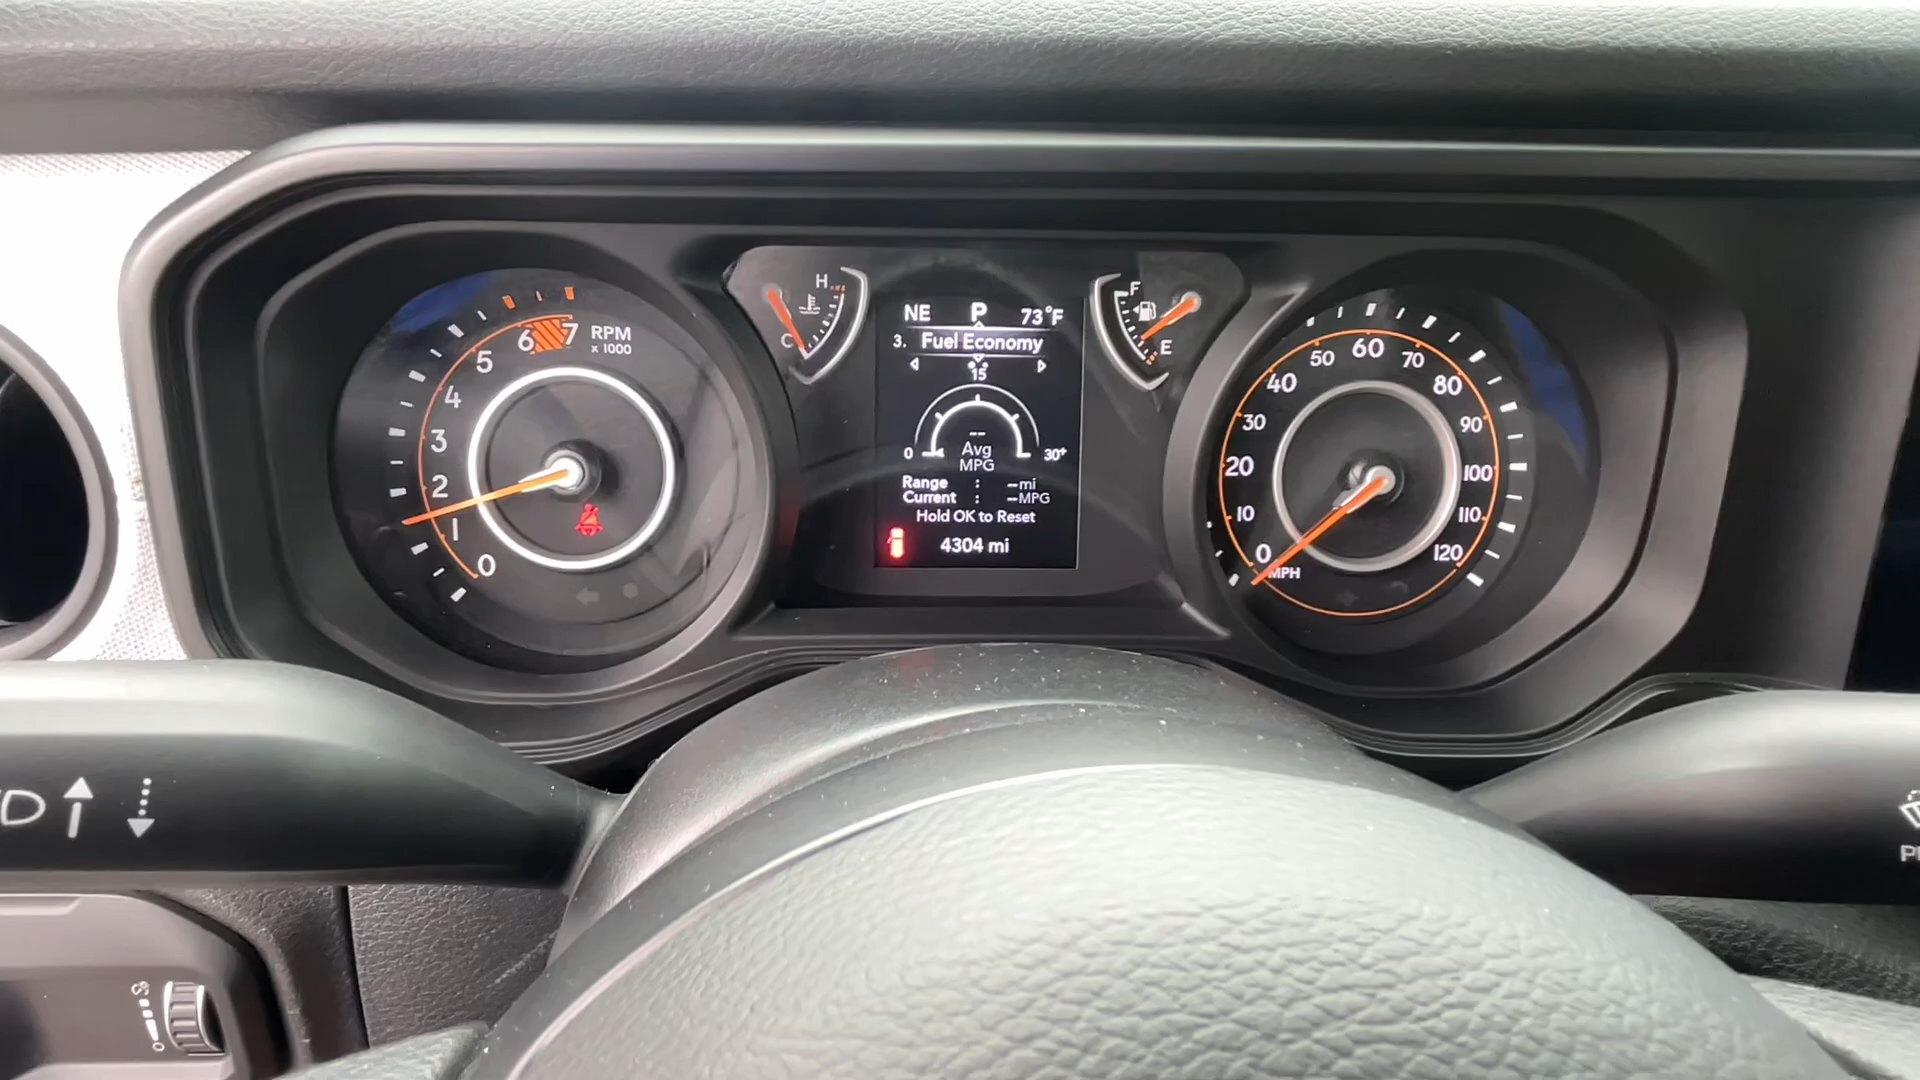 6 7
5
4
3
2
1
0
RPM
x 1000
H
C
NE P 73°F
3. Fuel Economy
15
--
Avg
MPG
0 30+
Range : --mi
Current : --MPG
Hold OK to Reset
4304 mi
F
E
0
10
20
30
40
50
60
70
80
90
100
110
120
MPH